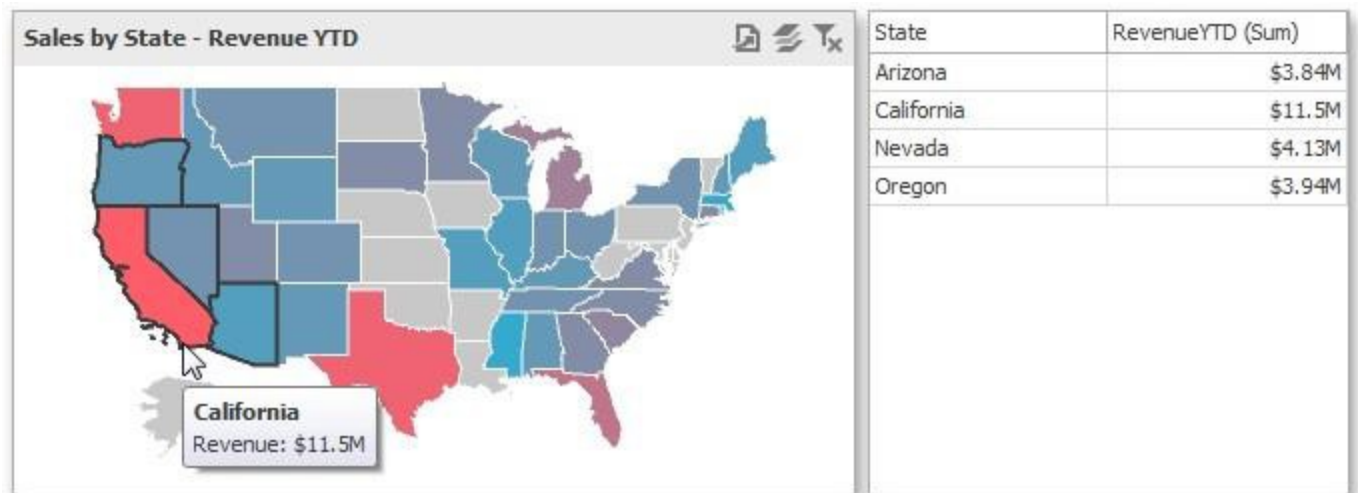 Sales by State - Revenue YTD
California
Revenue: $11.5M
State RevenueYTD (Sum)
Arizona $3.84M
California $11.5M
Nevada $4.13M
Oregon $3.94M